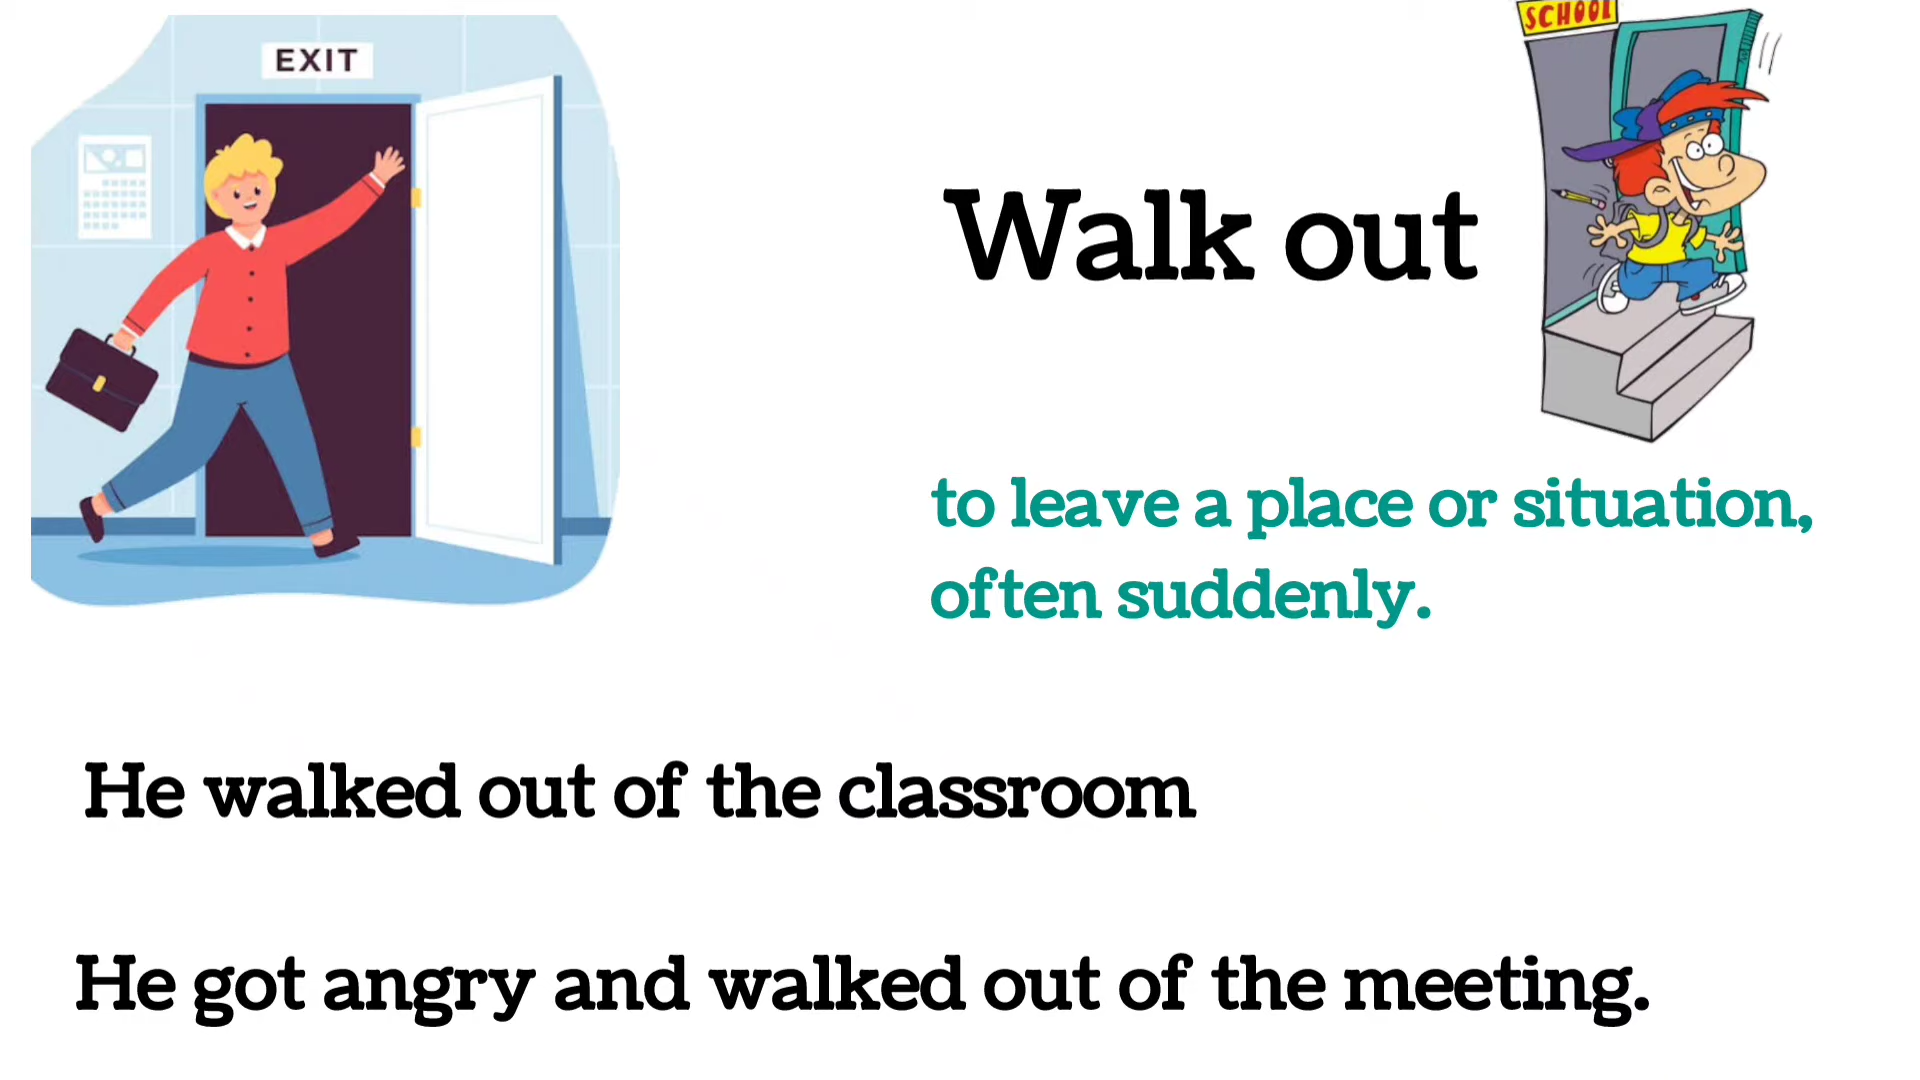 SCHOOL
EXIT
Walk out
to leave a place or situation,
often suddenly.
He walked out of the classroom
He got angry and walked out of the meeting.